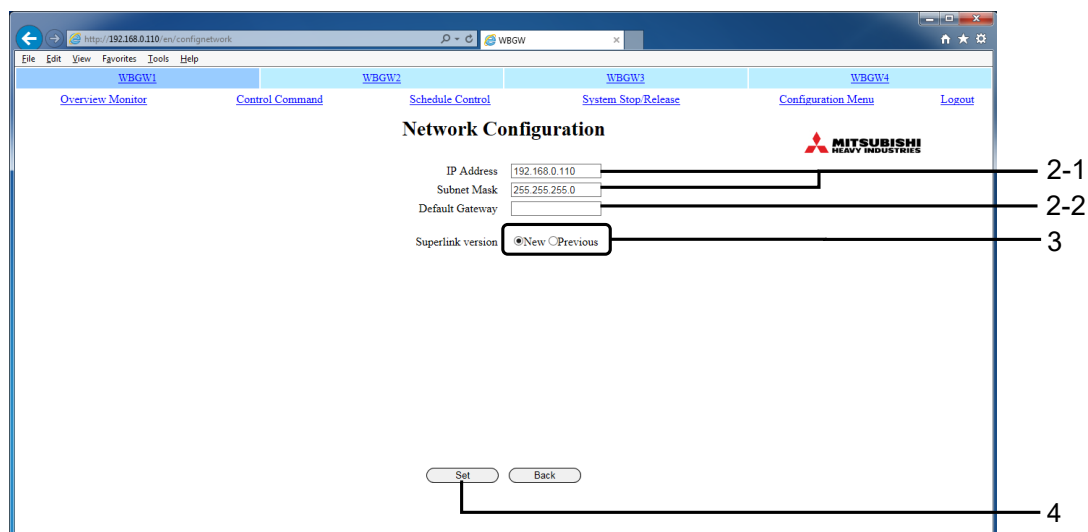 http://192.168.0.110/en/confignetwork
WBGW
File Edit View Favorites Tools Help
WBGW1 WBGW2 WBGW3 WBGW4
Overview Monitor Control Command Schedule Control System Stop/Release Configuration Menu Logout
Network Configuration
MITSUBISHI
HEAVY INDUSTRIES
IP Address 192.168.0.110
2-1
Subnet Mask 255.255.255.0
Default Gateway
2-2
Superlink version New Previous
3
Set Back
4